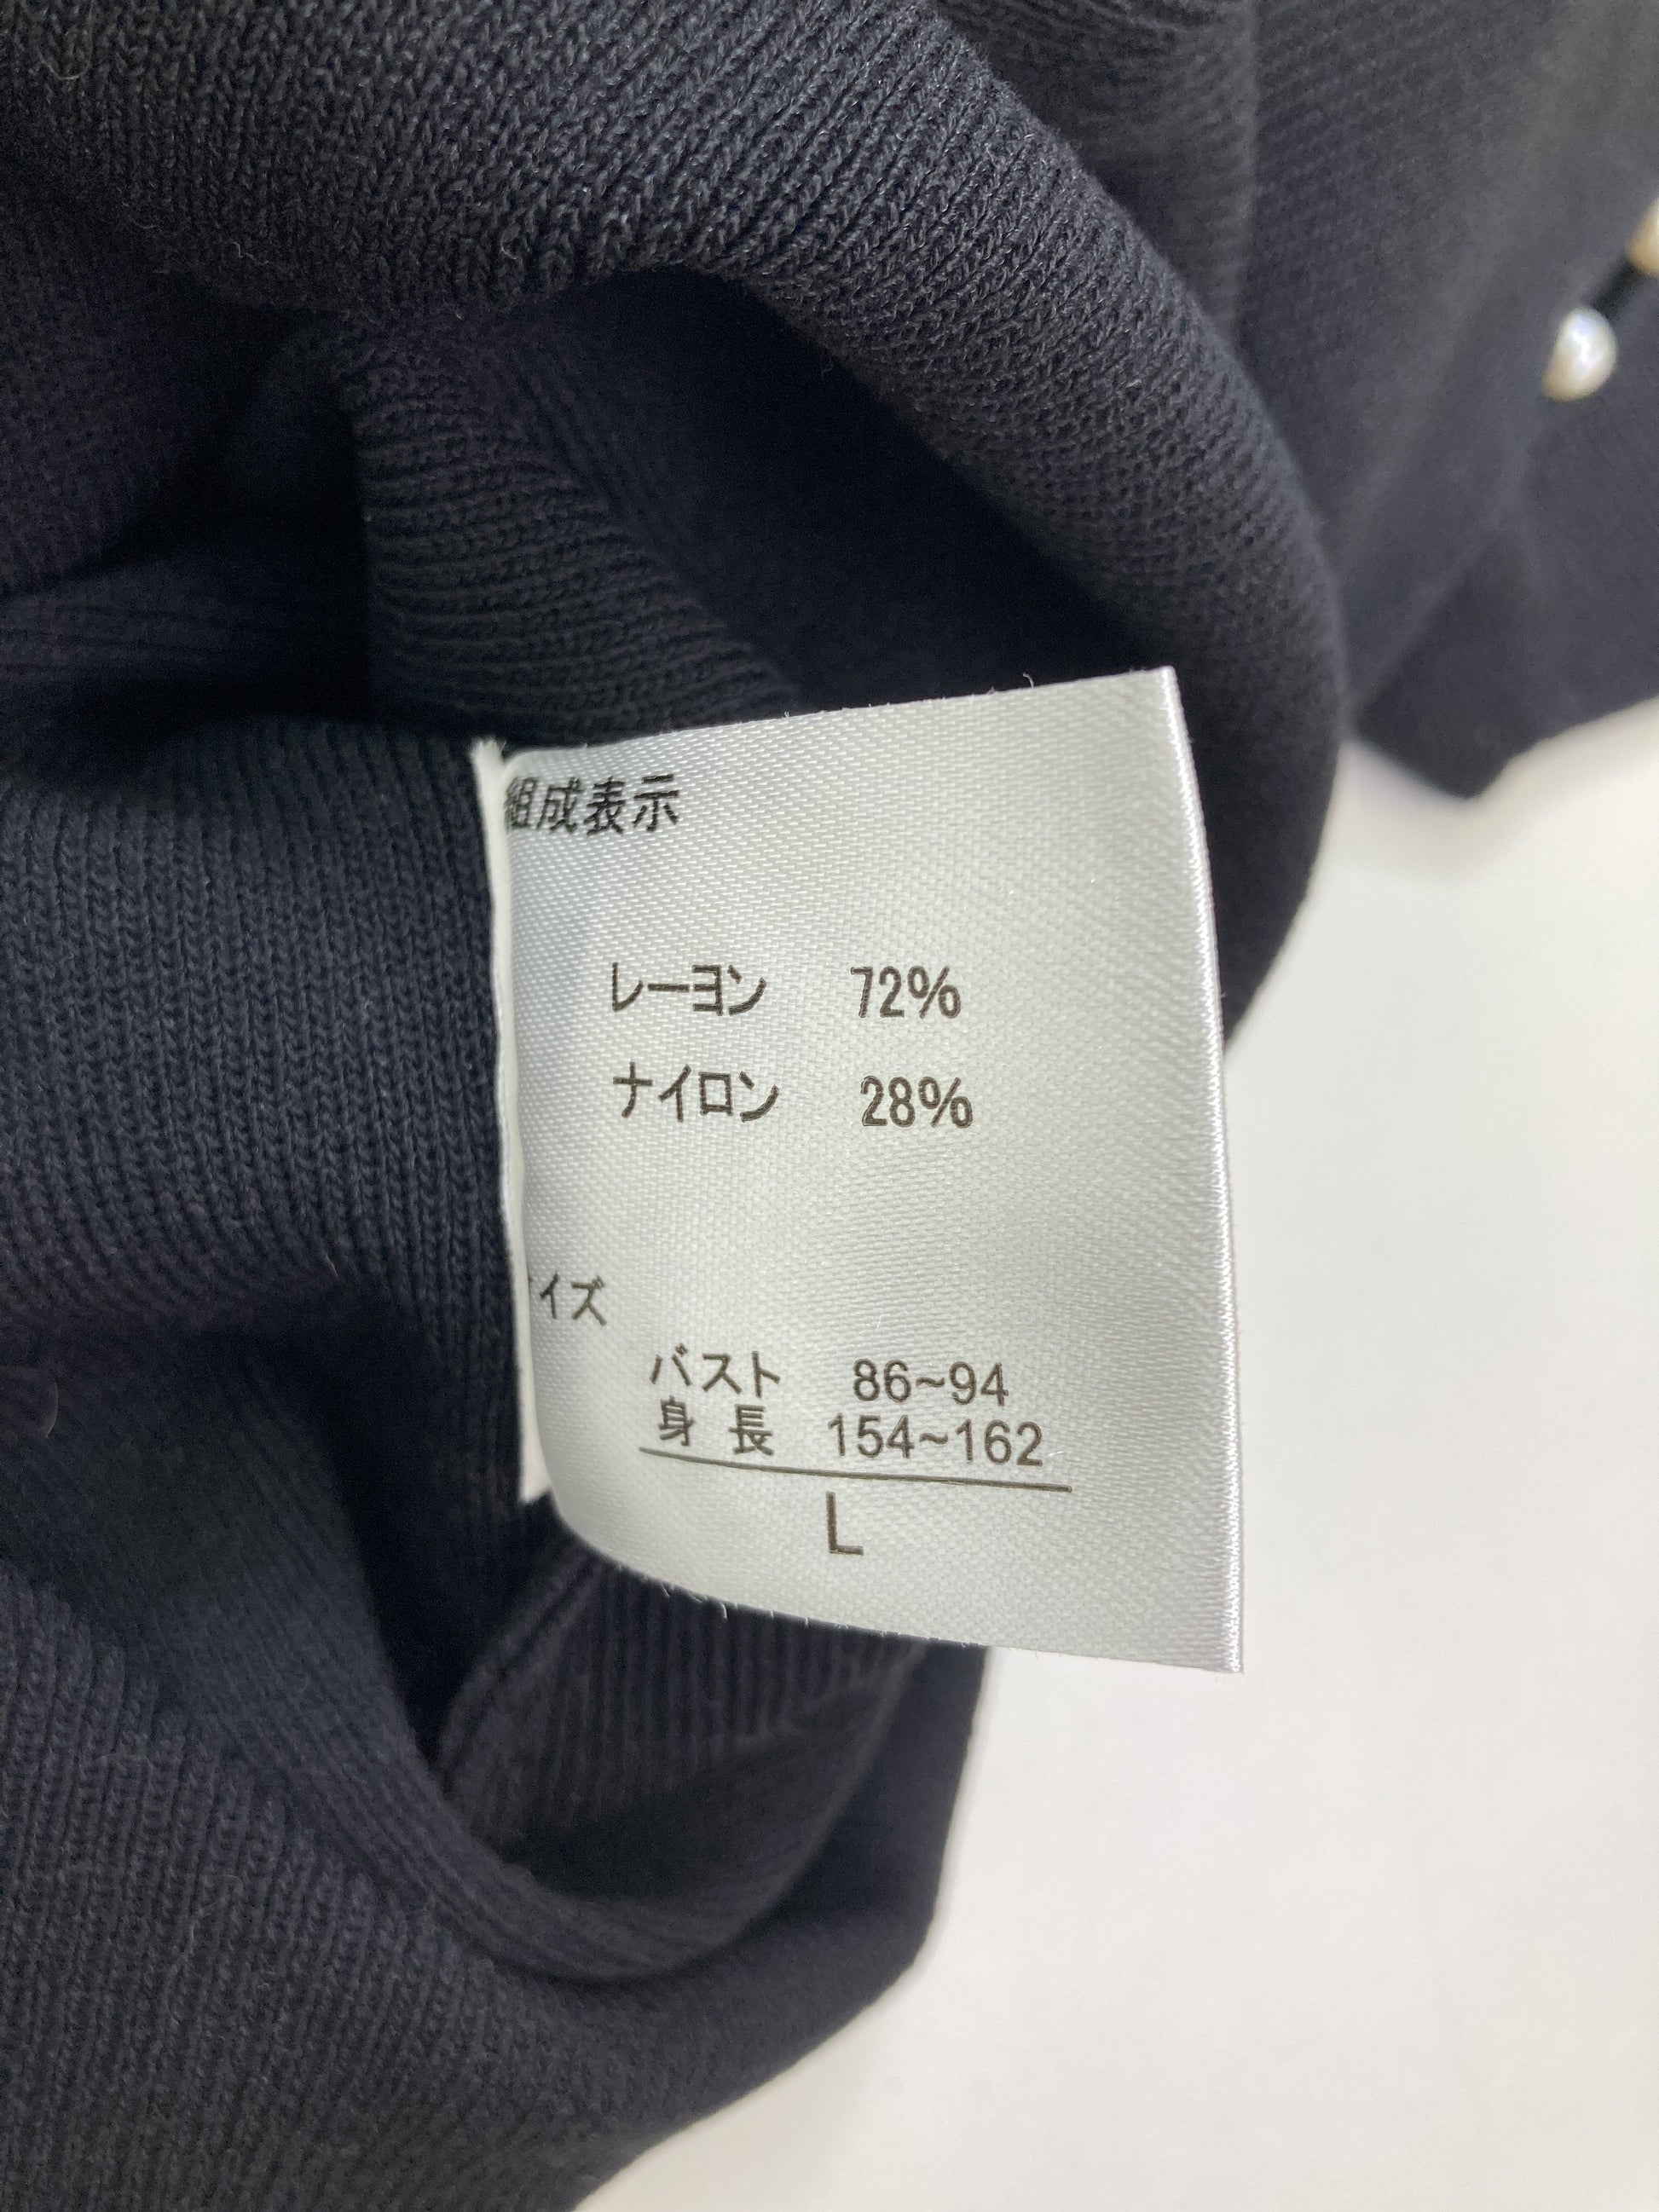 組成表示
レーヨン 72%
ナイロン 28%
イズ
バスト 86~94
身長 154~162
L